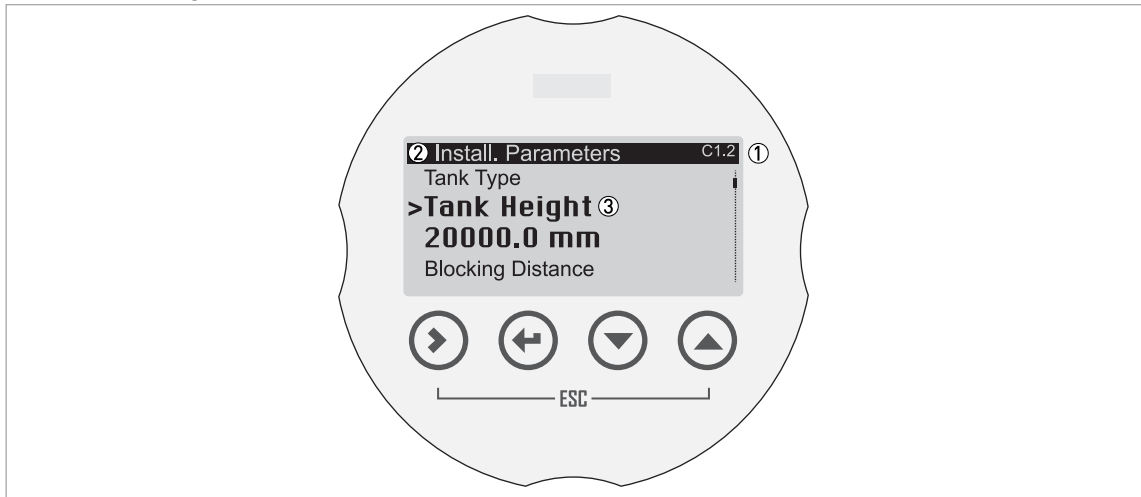 ② Install. Parameters C1.2 ①
Tank Type
>Tank Height ③
20000.0 mm
Blocking Distance
ESC